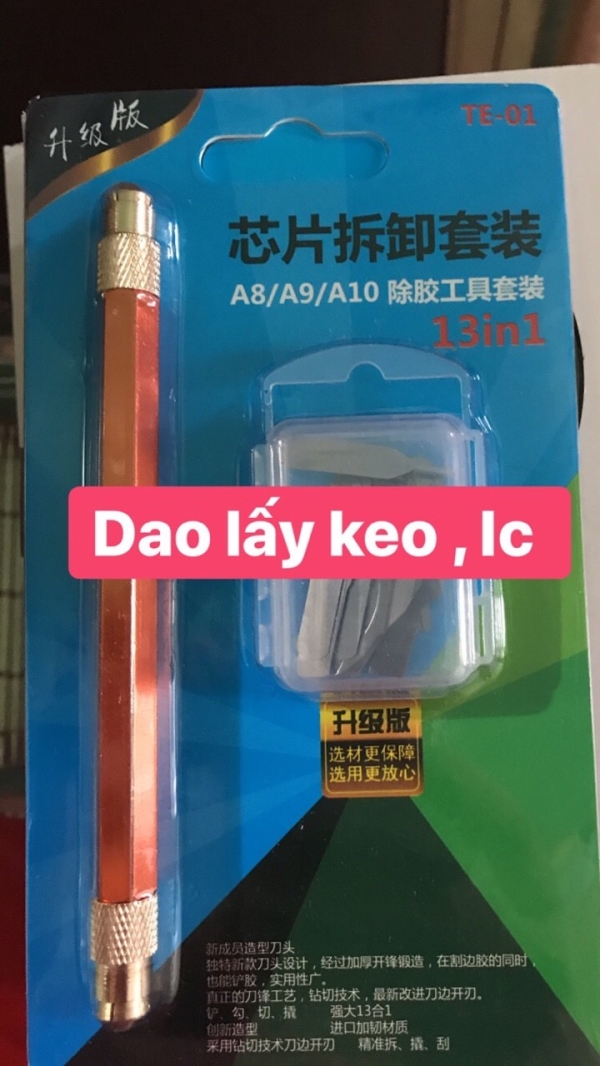 升级版
TE-01
芯片拆卸套装
A8/A9/A10 除胶工具套装
13in1
Dao lấy keo , Ic
升级版
选材更保障
选用更放心
新成员造型刀头
独特新款刀头设计，经过加厚开锋锻造，在割边胶的同时，
也能铲胶，实用性广。
真正的刀锋工艺，钻切技术，最新改进刀边开刃。
铲、勾、切、撬 强大13合1
创新造型 进口加韧材质
采用钻切技术刀边开刃 精准拆、撬、刮